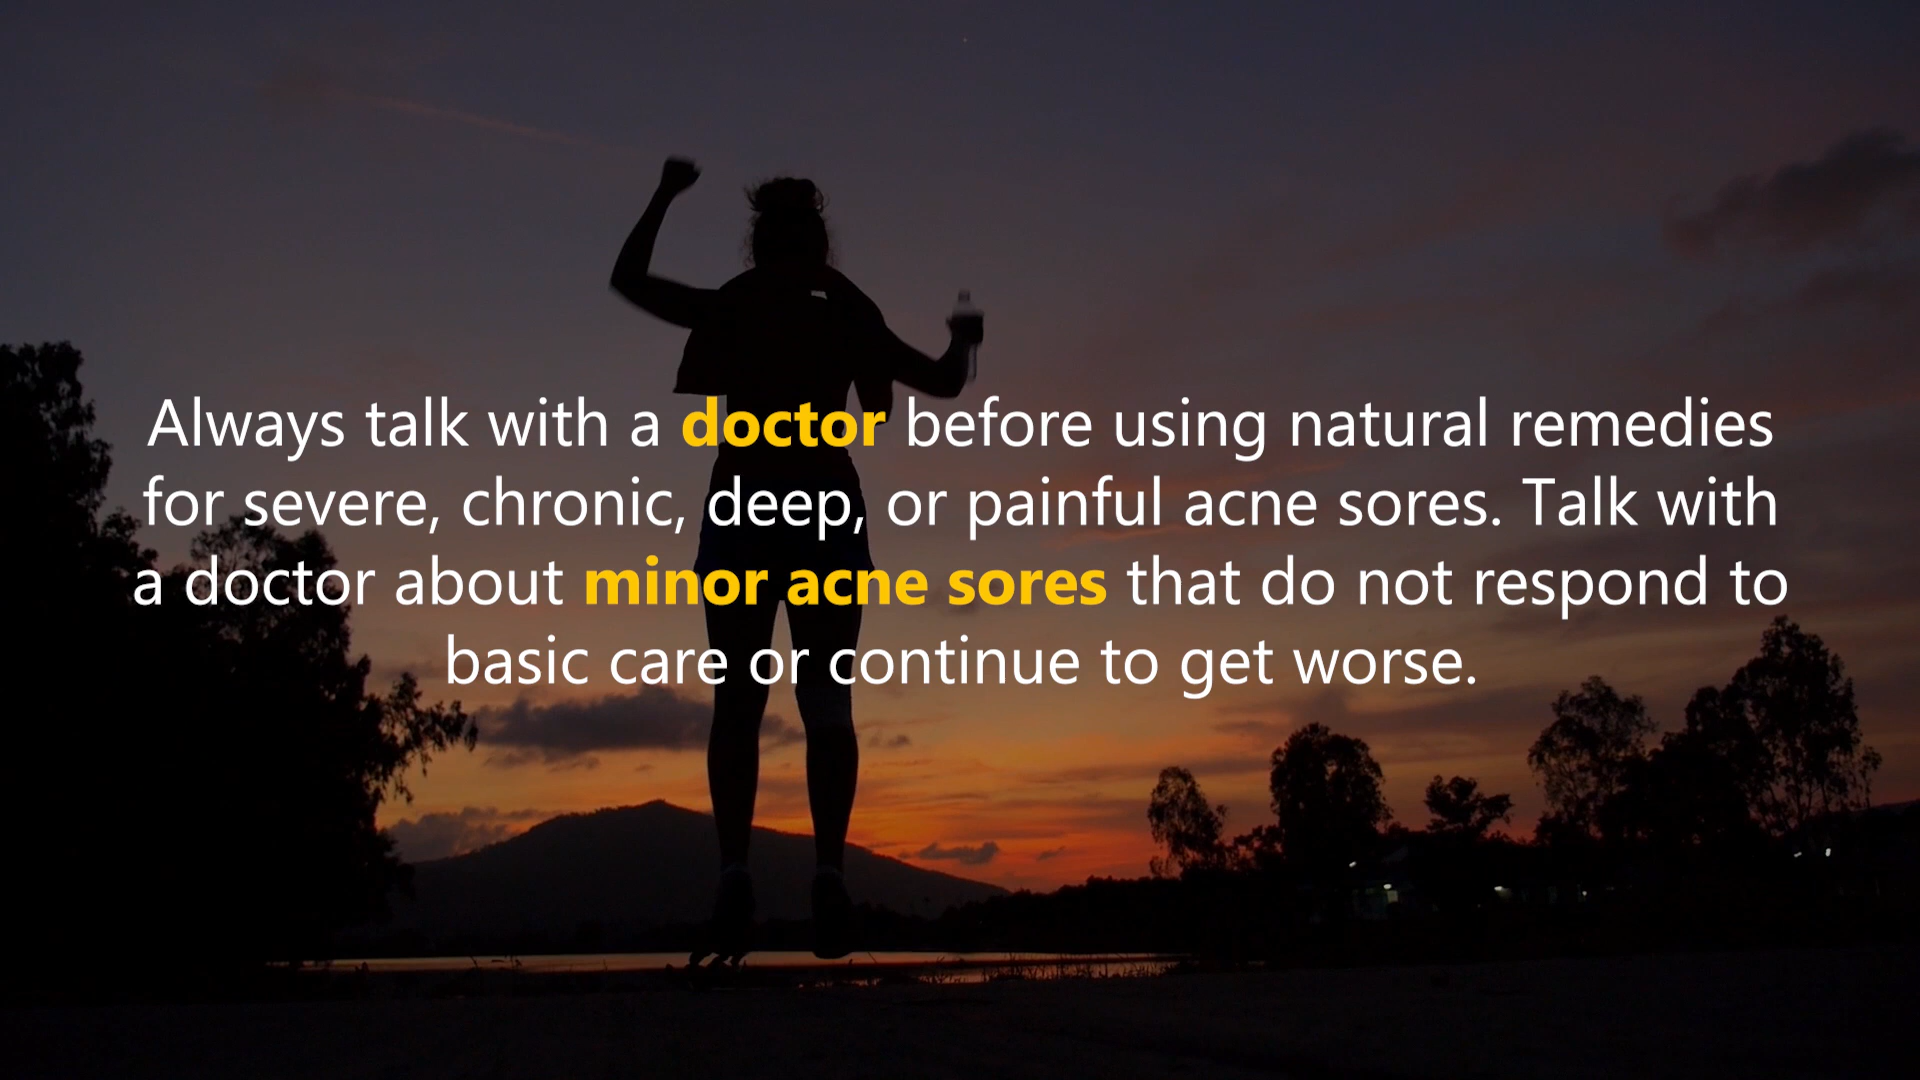 Always talk with a doctor before using natural remedies
for severe, chronic, deep, or painful acne sores. Talk with
a doctor about minor acne sores that do not respond to
basic care or continue to get worse.